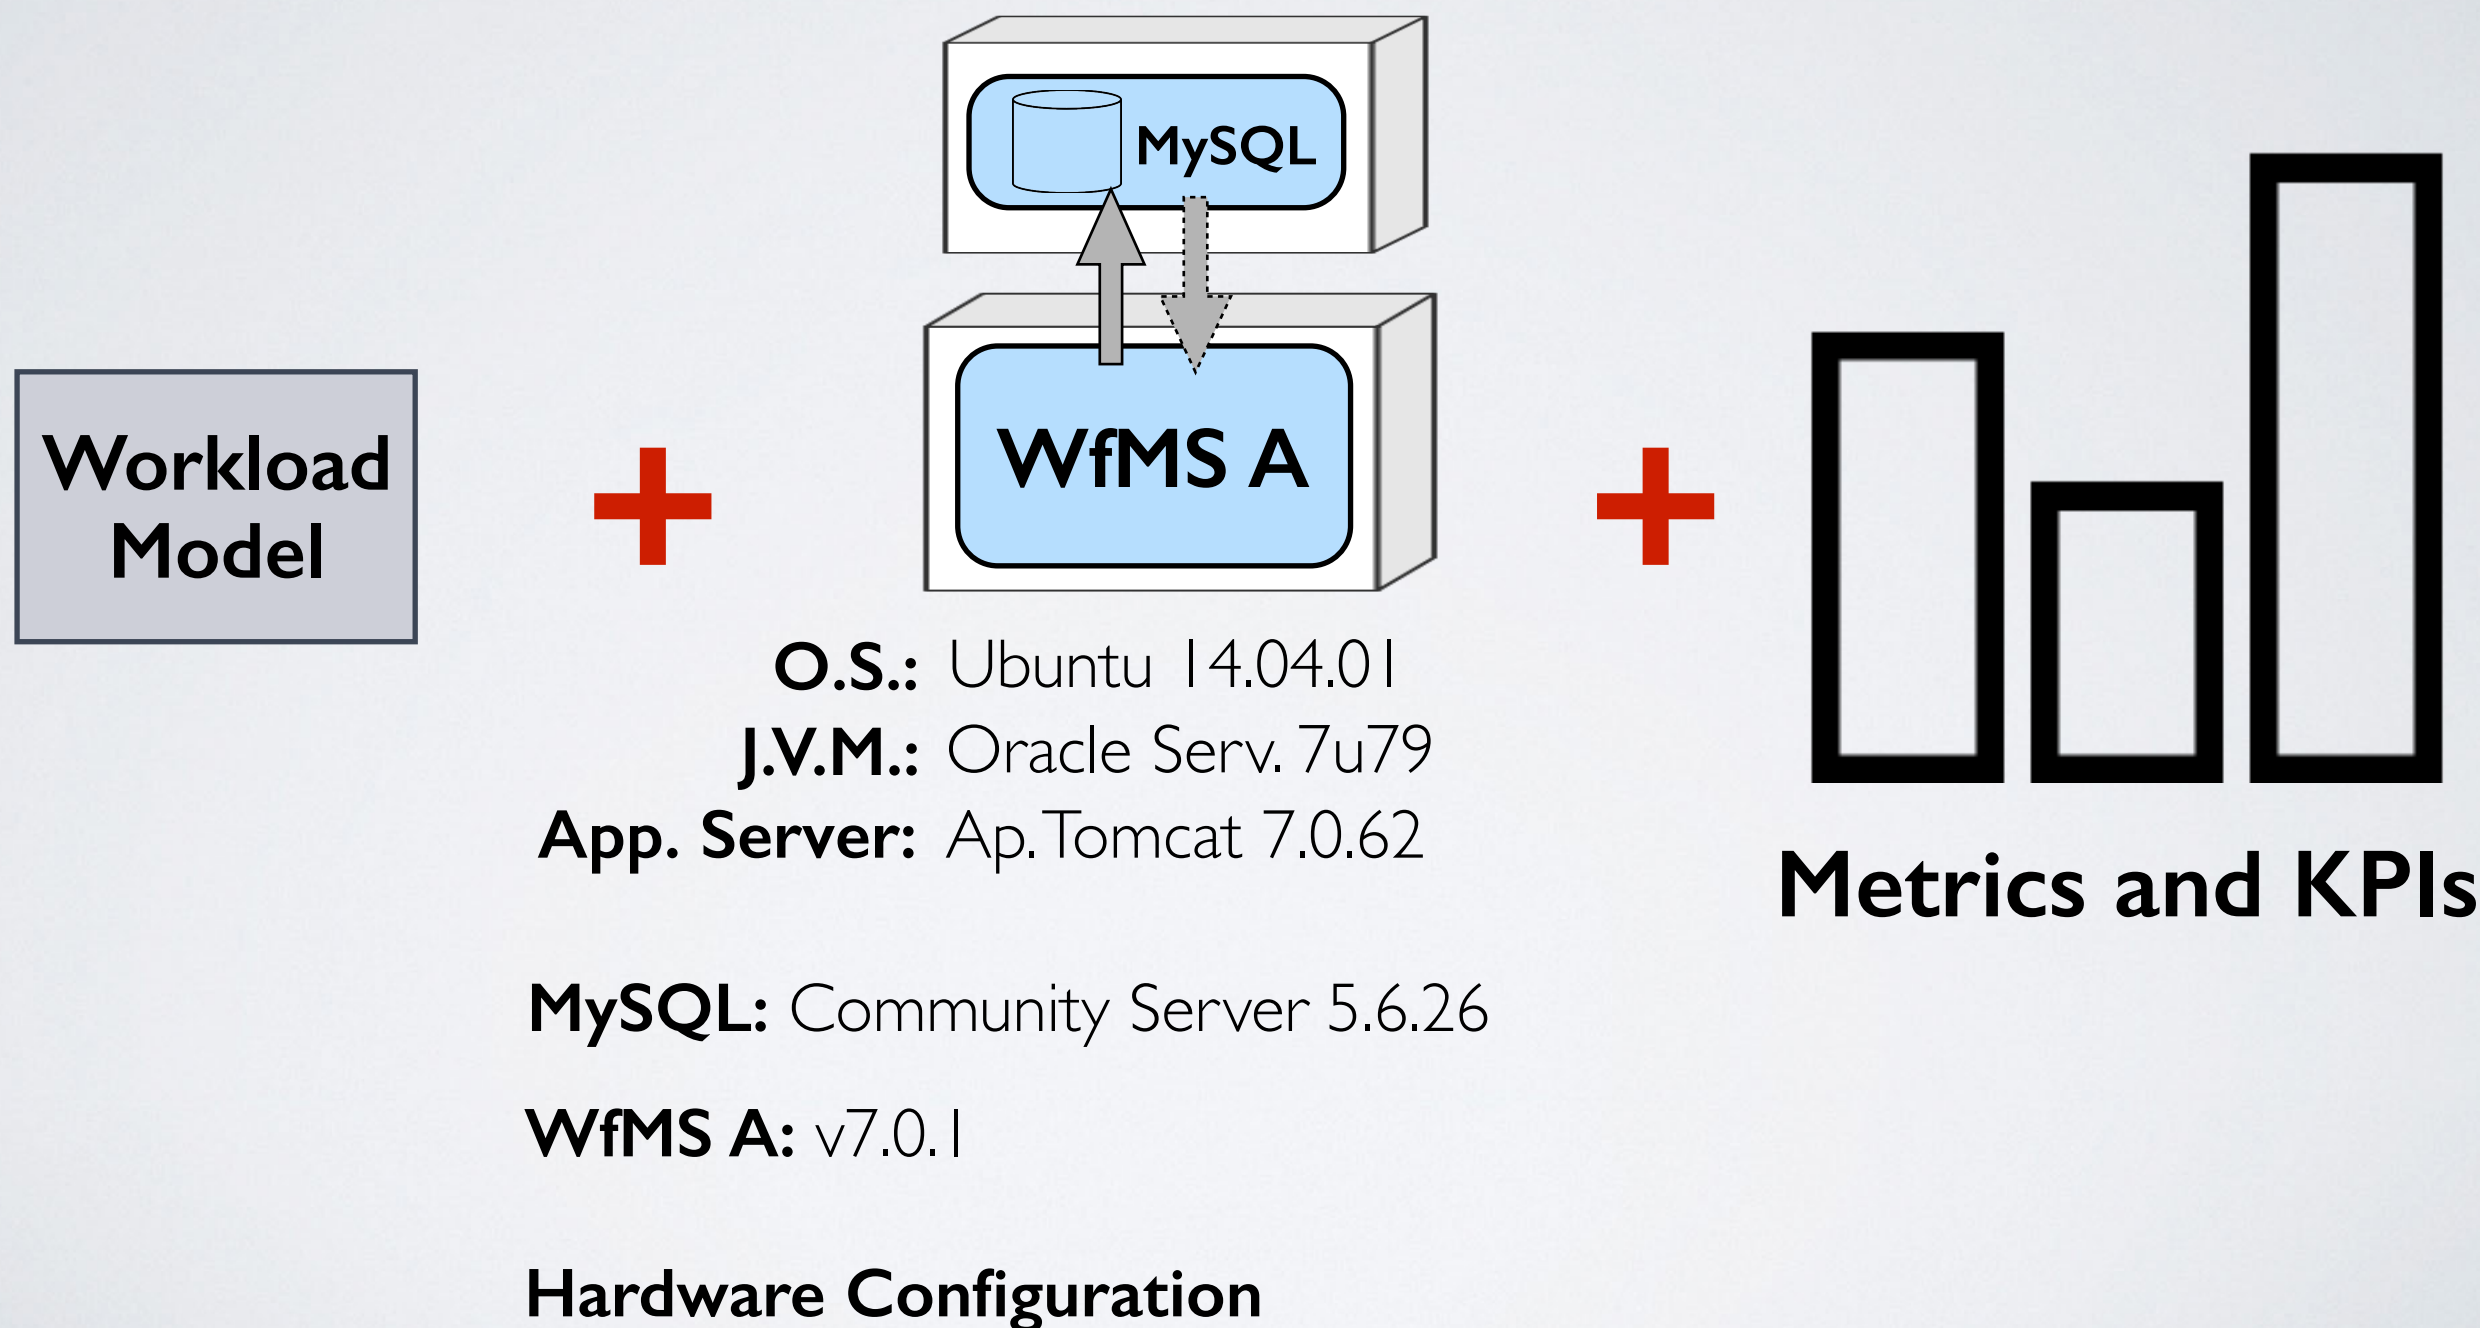 MySQL
WfMS A
Workload
Model
+
+
O.S.: Ubuntu 14.04.01
J.V.M.: Oracle Serv. 7u79
App. Server: Ap. Tomcat 7.0.62
Metrics and KPIs
MySQL: Community Server 5.6.26
WfMS A: v7.0.1
Hardware Configuration